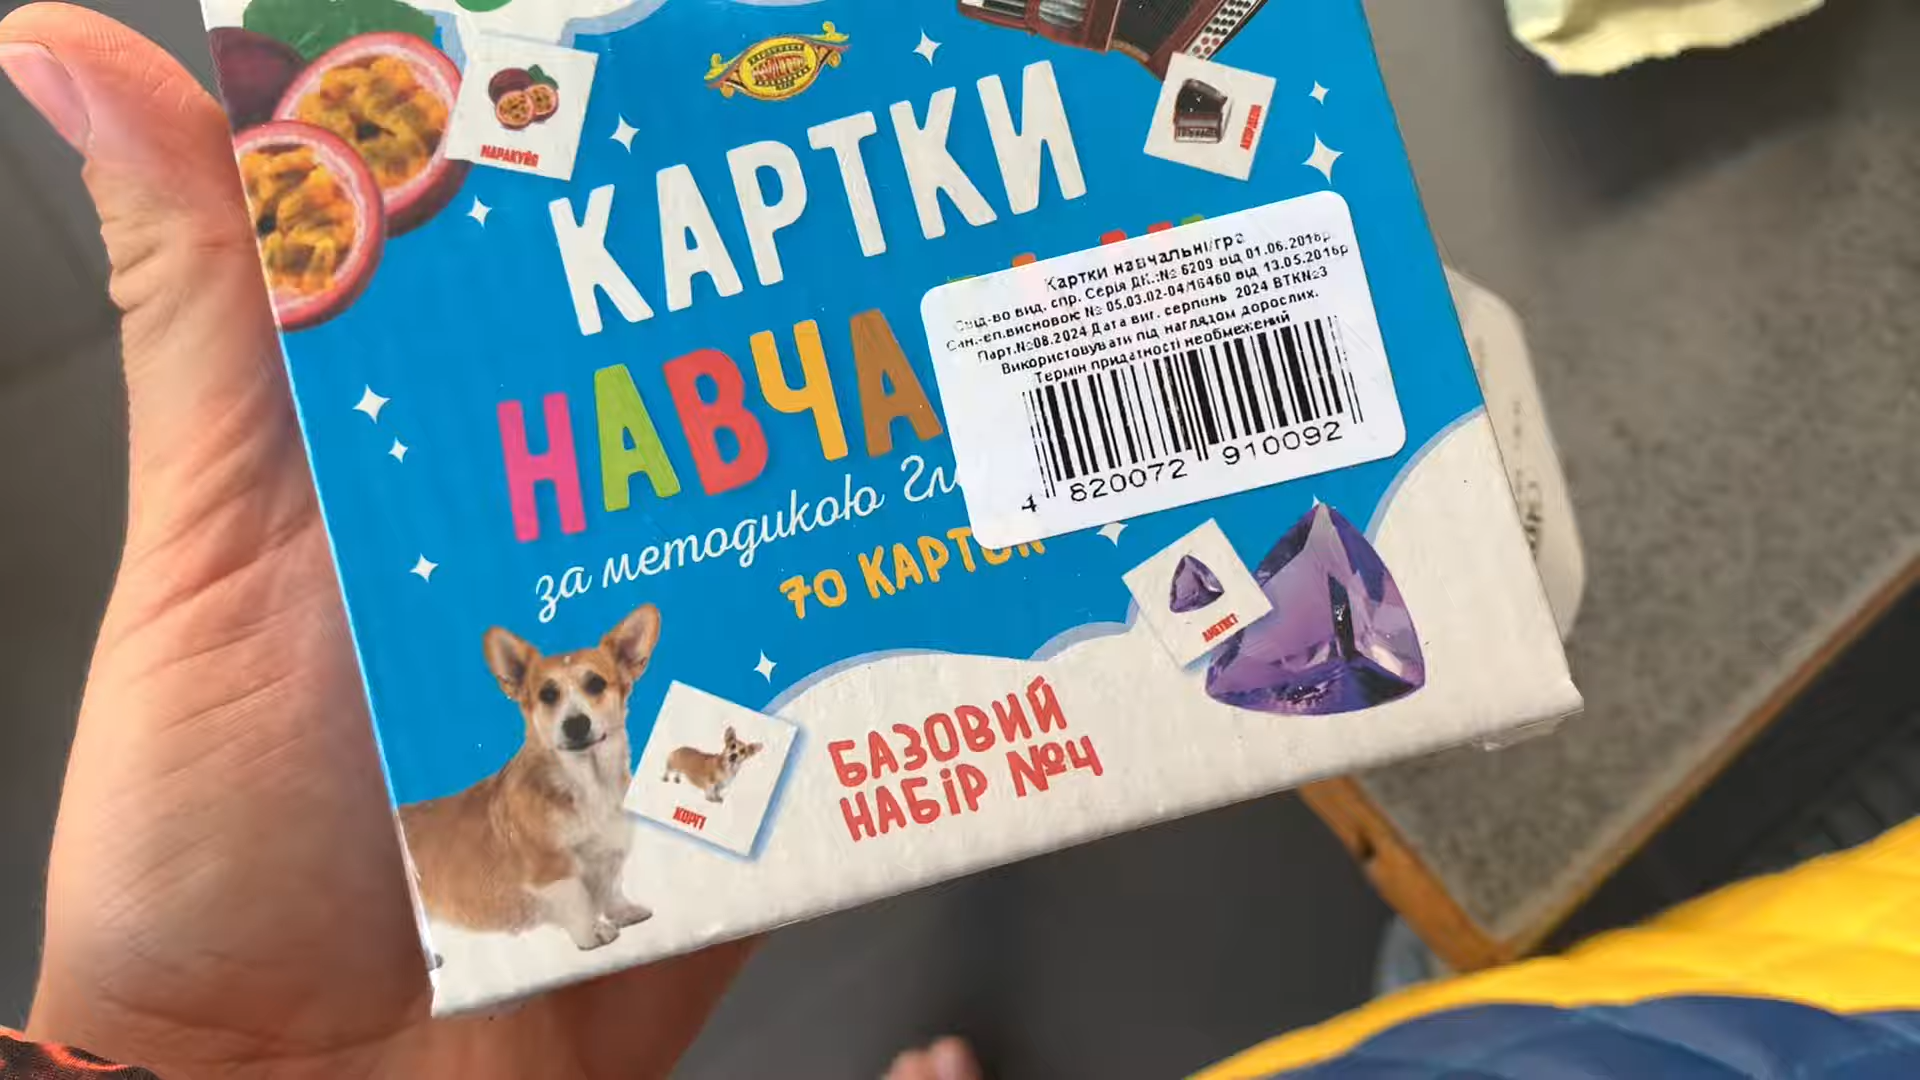 МАРАКУЙЯ
КАРТКИ
НАВЧА
за методикою Гл
70 КАРТОК
Картки навчальні/гра
Свід-во вид. спр. Серія ДК.:№ 6209 від 01.06.2018р.
Сан.-еп.висновок № 05.03.02-04/16460 від 13.05.2016р
Парт.№08.2024 Дата виг. серпень 2024 ВТК№3
Використовувати під наглядом дорослих.
Термін придатності необмежений
4 820072 910092
АМЕТИСТ
КОРГІ
БАЗОВИЙ
НАБІР №4